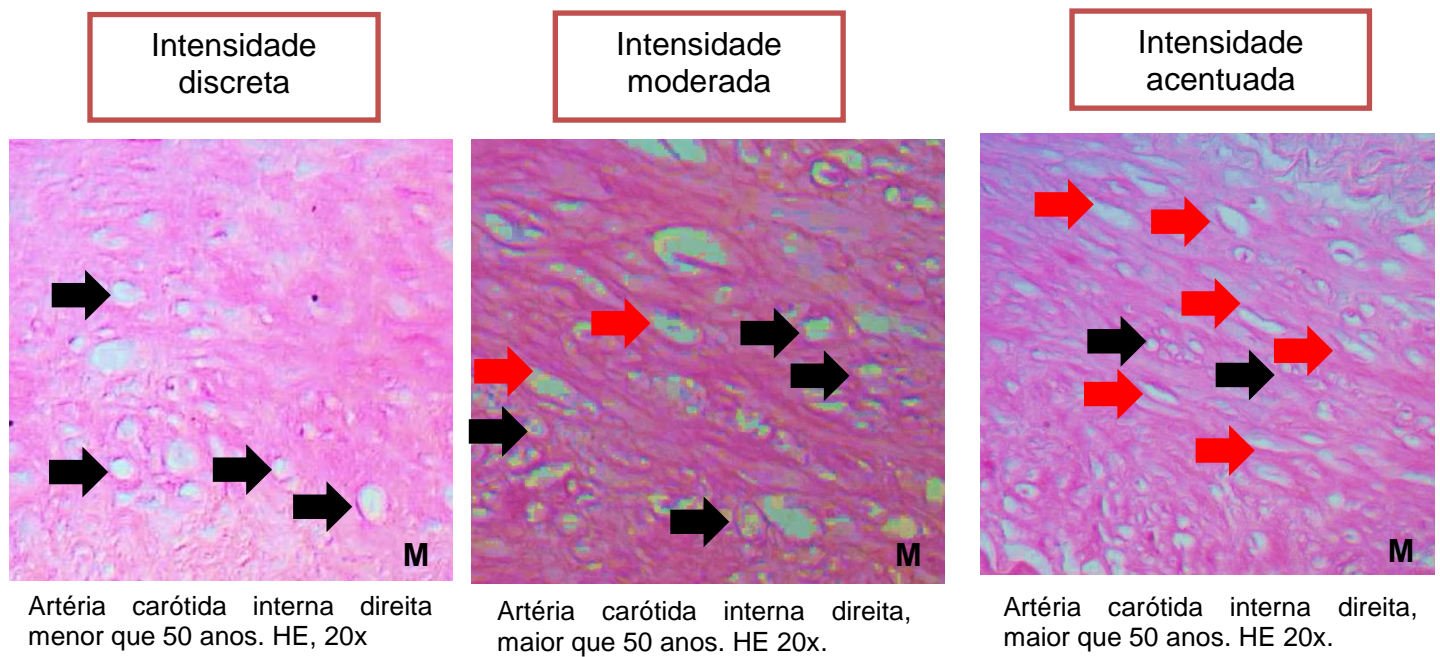 Intensidade
discreta
Intensidade
moderada
Intensidade
acentuada
M
M
M
Artéria carótida interna direita
menor que 50 anos. HE, 20x
Artéria carótida interna direita,
maior que 50 anos. HE 20x.
Artéria carótida interna direita,
maior que 50 anos. HE 20x.